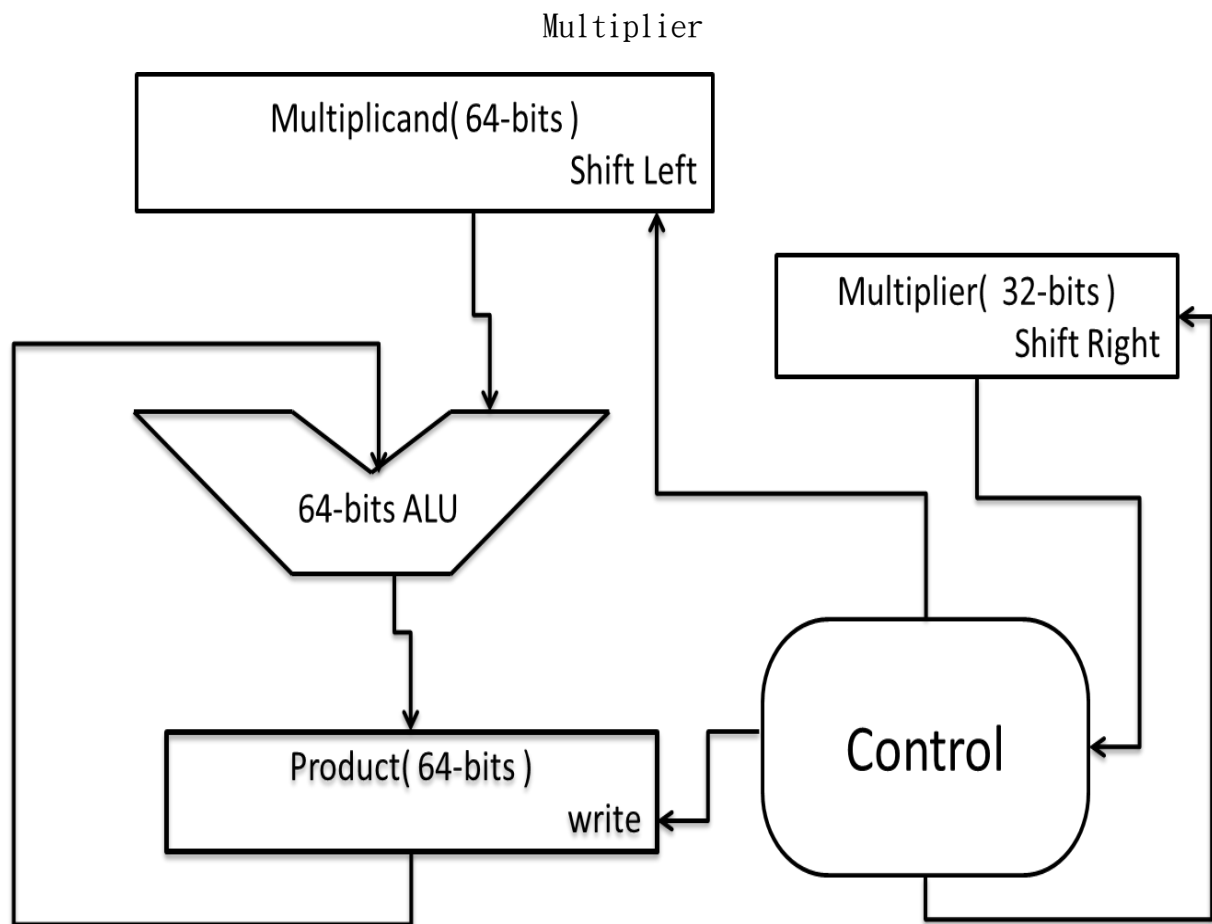 Multiplier
Multiplicand( 64-bits )
Shift Left
Multiplier( 32-bits )
Shift Right
64-bits ALU
Control
Product( 64-bits )
write